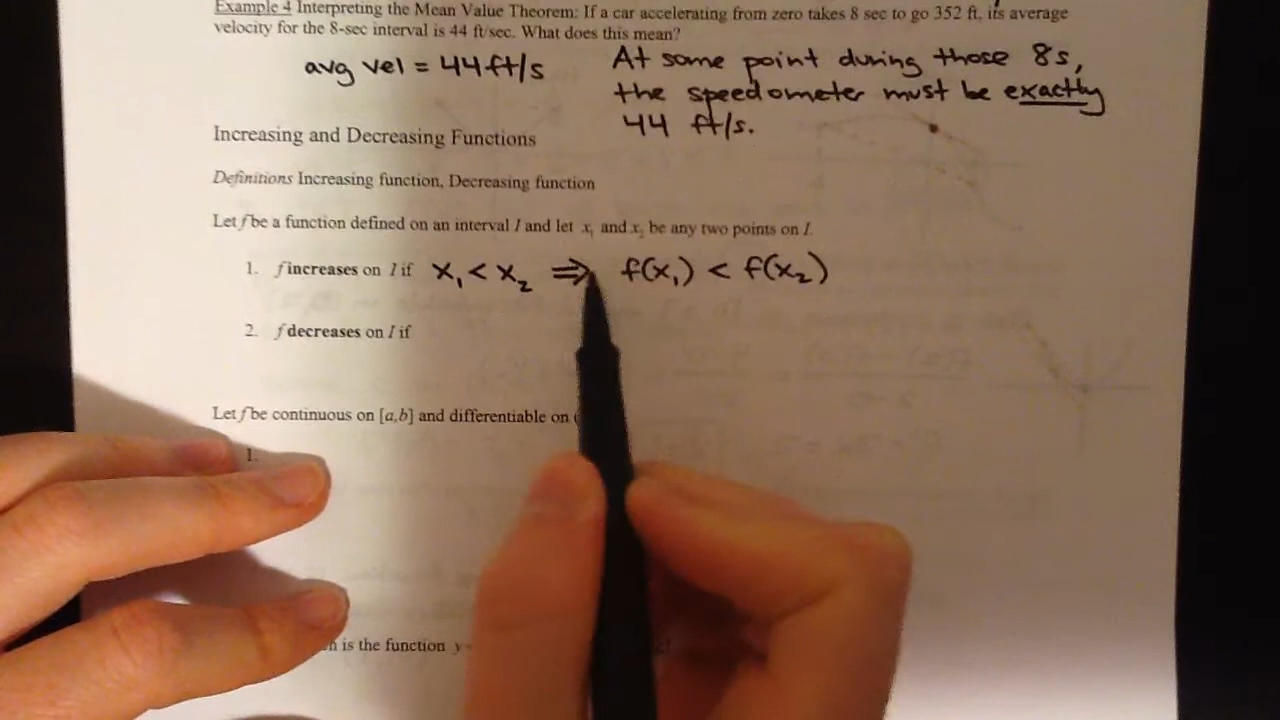 Example 4 Interpreting the Mean Value Theorem: If a car accelerating from zero takes 8 sec to go 352 ft, its average
velocity for the 8-sec interval is 44 ft/sec. What does this mean?
avg vel = 44 ft/s
At some point during those 8s,
the speedometer must be exactly
44 ft/s.
Increasing and Decreasing Functions
Definitions Increasing function, Decreasing function
Let f be a function defined on an interval I and let x₁ and x₂ be any two points on I.
1. f increases on I if x₁ < x₂ ⇒ f(x₁) < f(x₂)
2. f decreases on I if
Let f be continuous on [a,b] and differentiable on
1.
is the function y